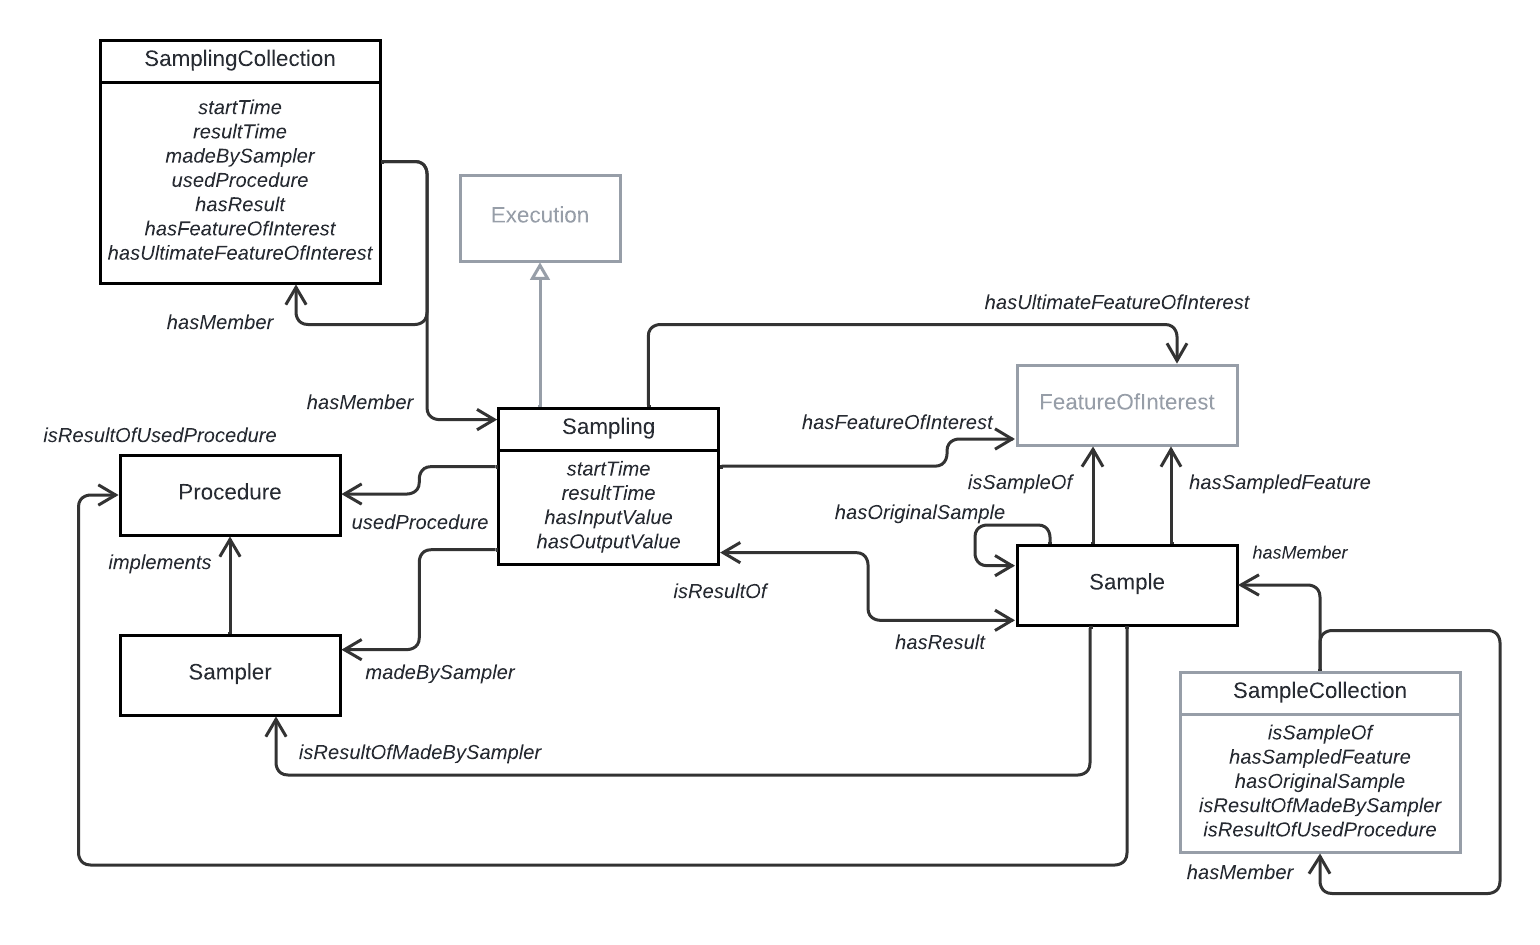 SamplingCollection
startTime
resultTime
madeBySampler
usedProcedure
hasResult
hasFeatureOfInterest
hasUltimateFeatureOfInterest
Execution
hasMember
hasUltimateFeatureOfInterest
hasMember
FeatureOfInterest
Sampling
startTime
resultTime
hasInputValue
hasOutputValue
hasFeatureOfInterest
isResultOfUsedProcedure
Procedure
usedProcedure
isSampleOf
hasSampledFeature
hasOriginalSample
implements
hasMember
Sample
isResultOf
hasResult
Sampler
madeBySampler
SampleCollection
isSampleOf
hasSampledFeature
hasOriginalSample
isResultOfMadeBySampler
isResultOfUsedProcedure
isResultOfMadeBySampler
hasMember